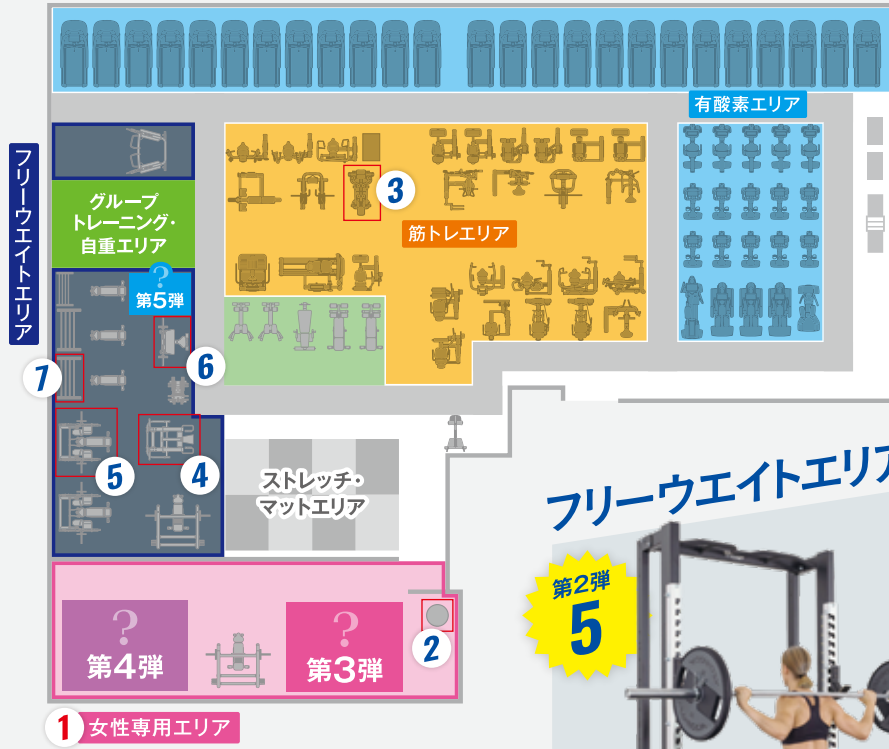 有酸素エリア
フリーウエイトエリア
グループ
トレーニング・
自重エリア
3
筋トレエリア
?
第5弾
6
7
5
4
ストレッチ・
マットエリア
フリーウエイトエリア
第2弾
5
?
第4弾
?
第3弾
2
1 女性専用エリア